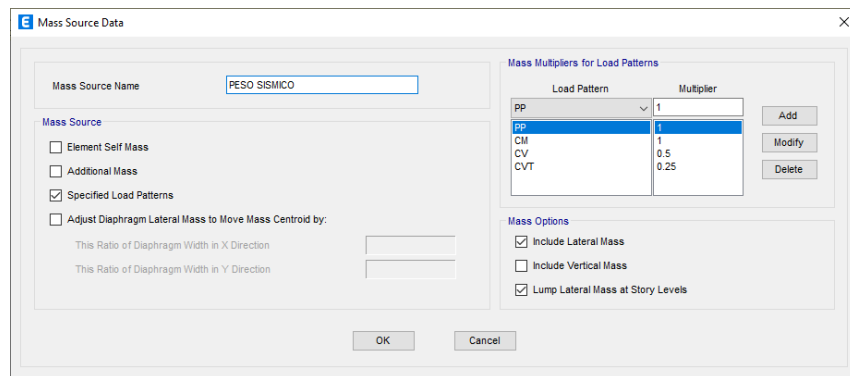 E Mass Source Data
Mass Source Name
PESO SISMICO
Mass Source
Element Self Mass
Additional Mass
Specified Load Patterns
Adjust Diaphragm Lateral Mass to Move Mass Centroid by:
This Ratio of Diaphragm Width in X Direction
This Ratio of Diaphragm Width in Y Direction
Mass Multipliers for Load Patterns
Load Pattern Multiplier
PP 1
PP 1
CM 1
CV 0.5
CVT 0.25
Add
Modify
Delete
Mass Options
Include Lateral Mass
Include Vertical Mass
Lump Lateral Mass at Story Levels
OK Cancel